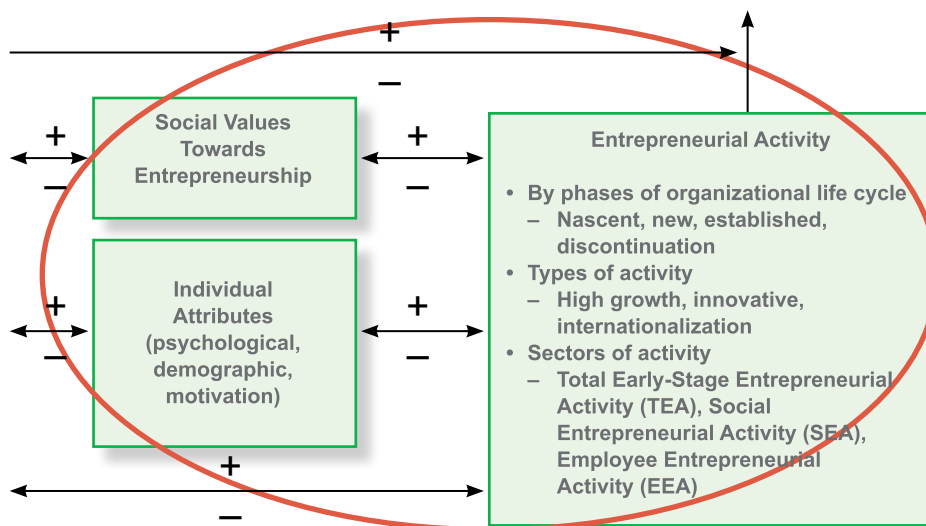 +
−
Social Values
Towards
Entrepreneurship
+
−
+
−
Entrepreneurial Activity
• By phases of organizational life cycle
– Nascent, new, established,
discontinuation
• Types of activity
– High growth, innovative,
internationalization
• Sectors of activity
– Total Early-Stage Entrepreneurial
Activity (TEA), Social
Entrepreneurial Activity (SEA),
Employee Entrepreneurial
Activity (EEA)
Individual
Attributes
(psychological,
demographic,
motivation)
+
−
+
−
+
−